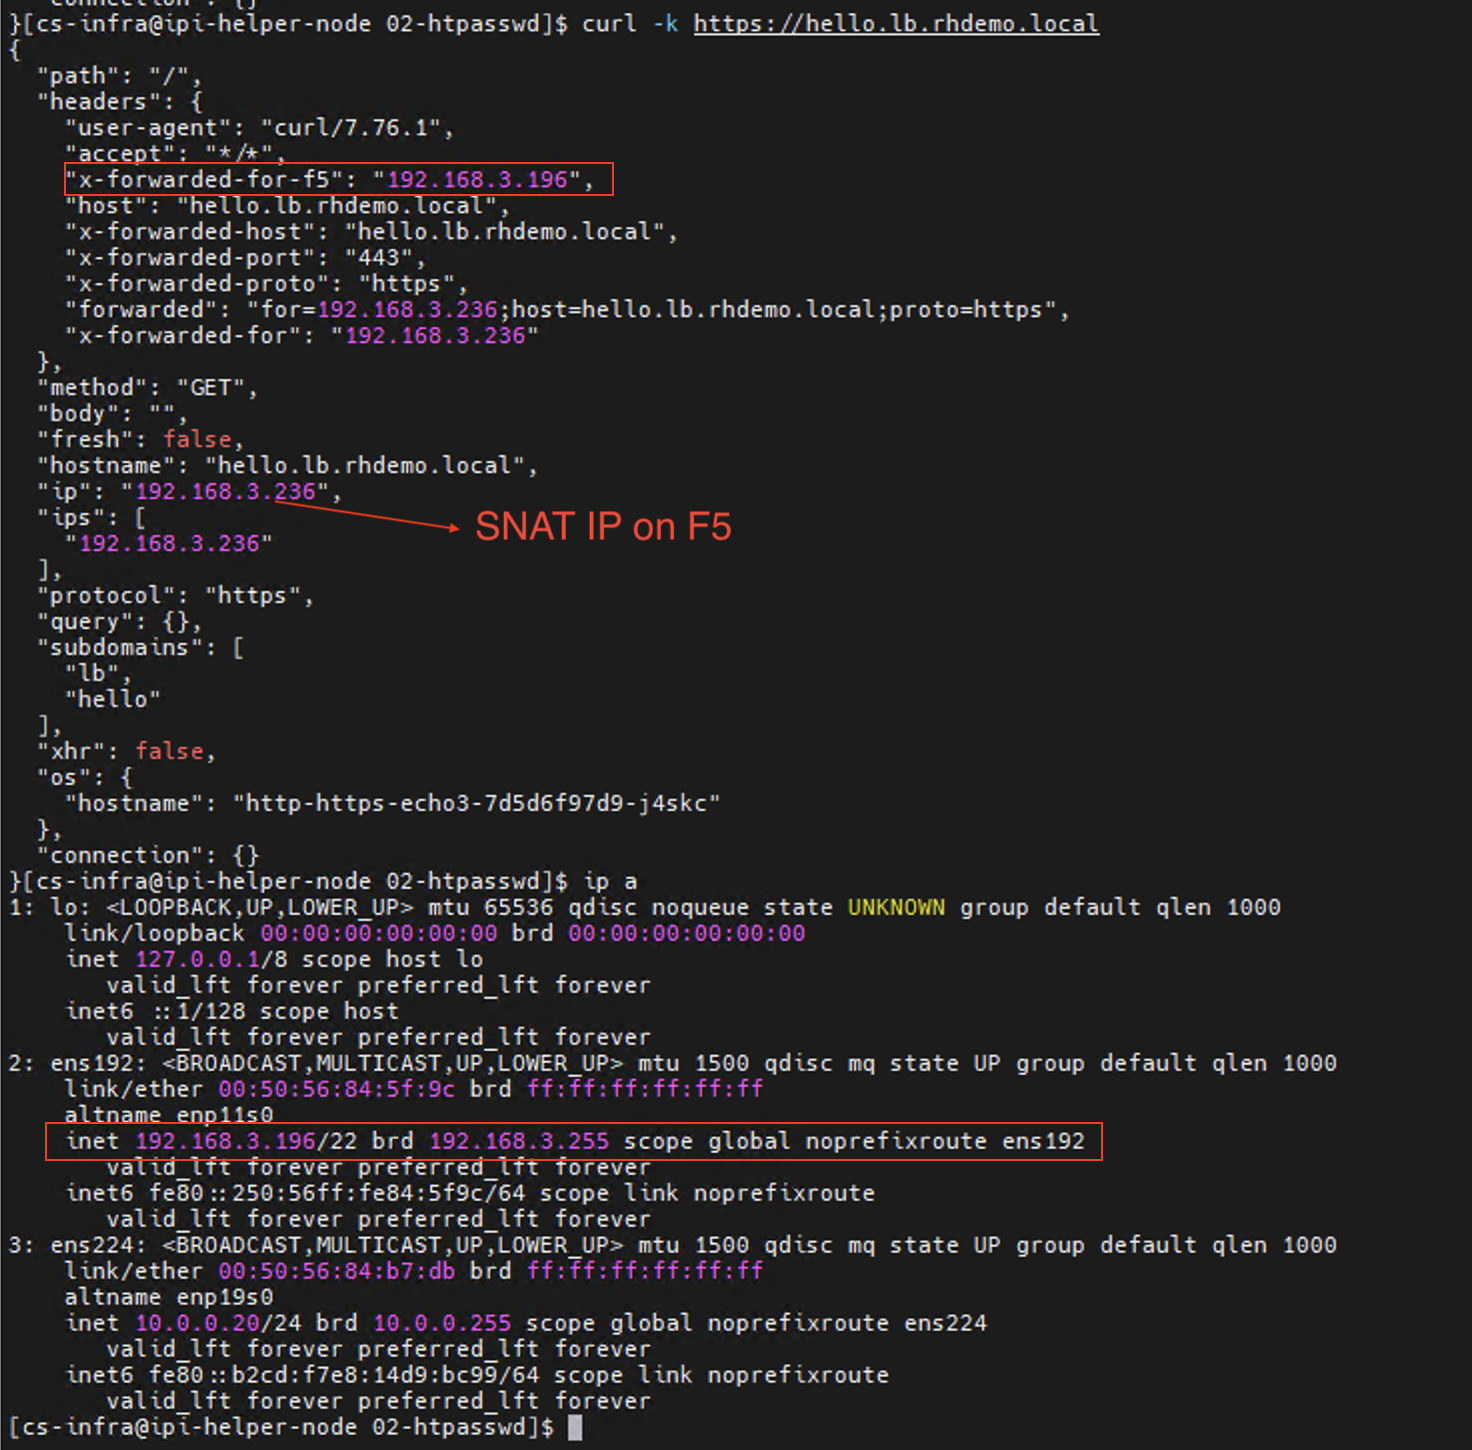 }[cs-infra@ipi-helper-node 02-htpasswd]$ curl -k https://hello.lb.rhdemo.local
{
  "path": "/",
  "headers": {
    "user-agent": "curl/7.76.1",
    "accept": "*/*",
    "x-forwarded-for-f5": "192.168.3.196",
    "host": "hello.lb.rhdemo.local",
    "x-forwarded-host": "hello.lb.rhdemo.local",
    "x-forwarded-port": "443",
    "x-forwarded-proto": "https",
    "forwarded": "for=192.168.3.236;host=hello.lb.rhdemo.local;proto=https",
    "x-forwarded-for": "192.168.3.236"
  },
  "method": "GET",
  "body": "",
  "fresh": false,
  "hostname": "hello.lb.rhdemo.local",
  "ip": "192.168.3.236",
  "ips": [
SNAT IP on F5
    "192.168.3.236"
  ],
  "protocol": "https",
  "query": {},
  "subdomains": [
    "lb",
    "hello"
  ],
  "xhr": false,
  "os": {
    "hostname": "http-https-echo3-7d5d6f97d9-j4skc"
  },
  "connection": {}
}[cs-infra@ipi-helper-node 02-htpasswd]$ ip a
1: lo: <LOOPBACK,UP,LOWER_UP> mtu 65536 qdisc noqueue state UNKNOWN group default qlen 1000
    link/loopback 00:00:00:00:00:00 brd 00:00:00:00:00:00
    inet 127.0.0.1/8 scope host lo
       valid_lft forever preferred_lft forever
    inet6 ::1/128 scope host
       valid_lft forever preferred_lft forever
2: ens192: <BROADCAST,MULTICAST,UP,LOWER_UP> mtu 1500 qdisc mq state UP group default qlen 1000
    link/ether 00:50:56:84:5f:9c brd ff:ff:ff:ff:ff:ff
    altname enp11s0
    inet 192.168.3.196/22 brd 192.168.3.255 scope global noprefixroute ens192
       valid_lft forever preferred_lft forever
    inet6 fe80::250:56ff:fe84:5f9c/64 scope link noprefixroute
       valid_lft forever preferred_lft forever
3: ens224: <BROADCAST,MULTICAST,UP,LOWER_UP> mtu 1500 qdisc mq state UP group default qlen 1000
    link/ether 00:50:56:84:b7:db brd ff:ff:ff:ff:ff:ff
    altname enp19s0
    inet 10.0.0.20/24 brd 10.0.0.255 scope global noprefixroute ens224
       valid_lft forever preferred_lft forever
    inet6 fe80::b2cd:f7e8:14d9:bc99/64 scope link noprefixroute
       valid_lft forever preferred_lft forever
[cs-infra@ipi-helper-node 02-htpasswd]$